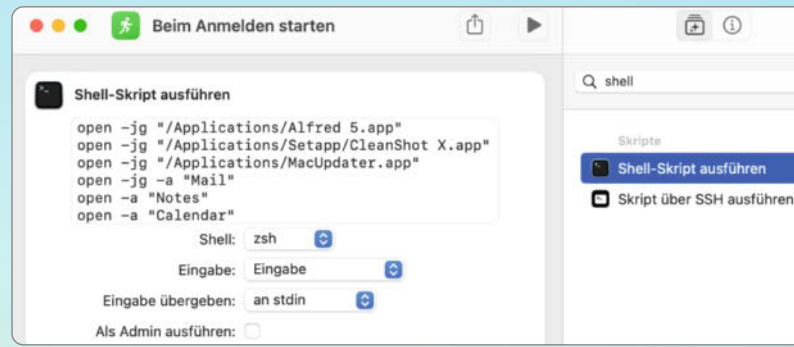 Beim Anmelden starten
Shell-Skript ausführen
open -jg "/Applications/Alfred 5.app"
open -jg "/Applications/Setapp/CleanShot X.app"
open -jg "/Applications/MacUpdater.app"
open -jg -a "Mail"
open -a "Notes"
open -a "Calendar"
Shell: zsh
Eingabe: Eingabe
Eingabe übergeben: an stdin
Als Admin ausführen:
shell
Skripte
Shell-Skript ausführen
Skript über SSH ausführen